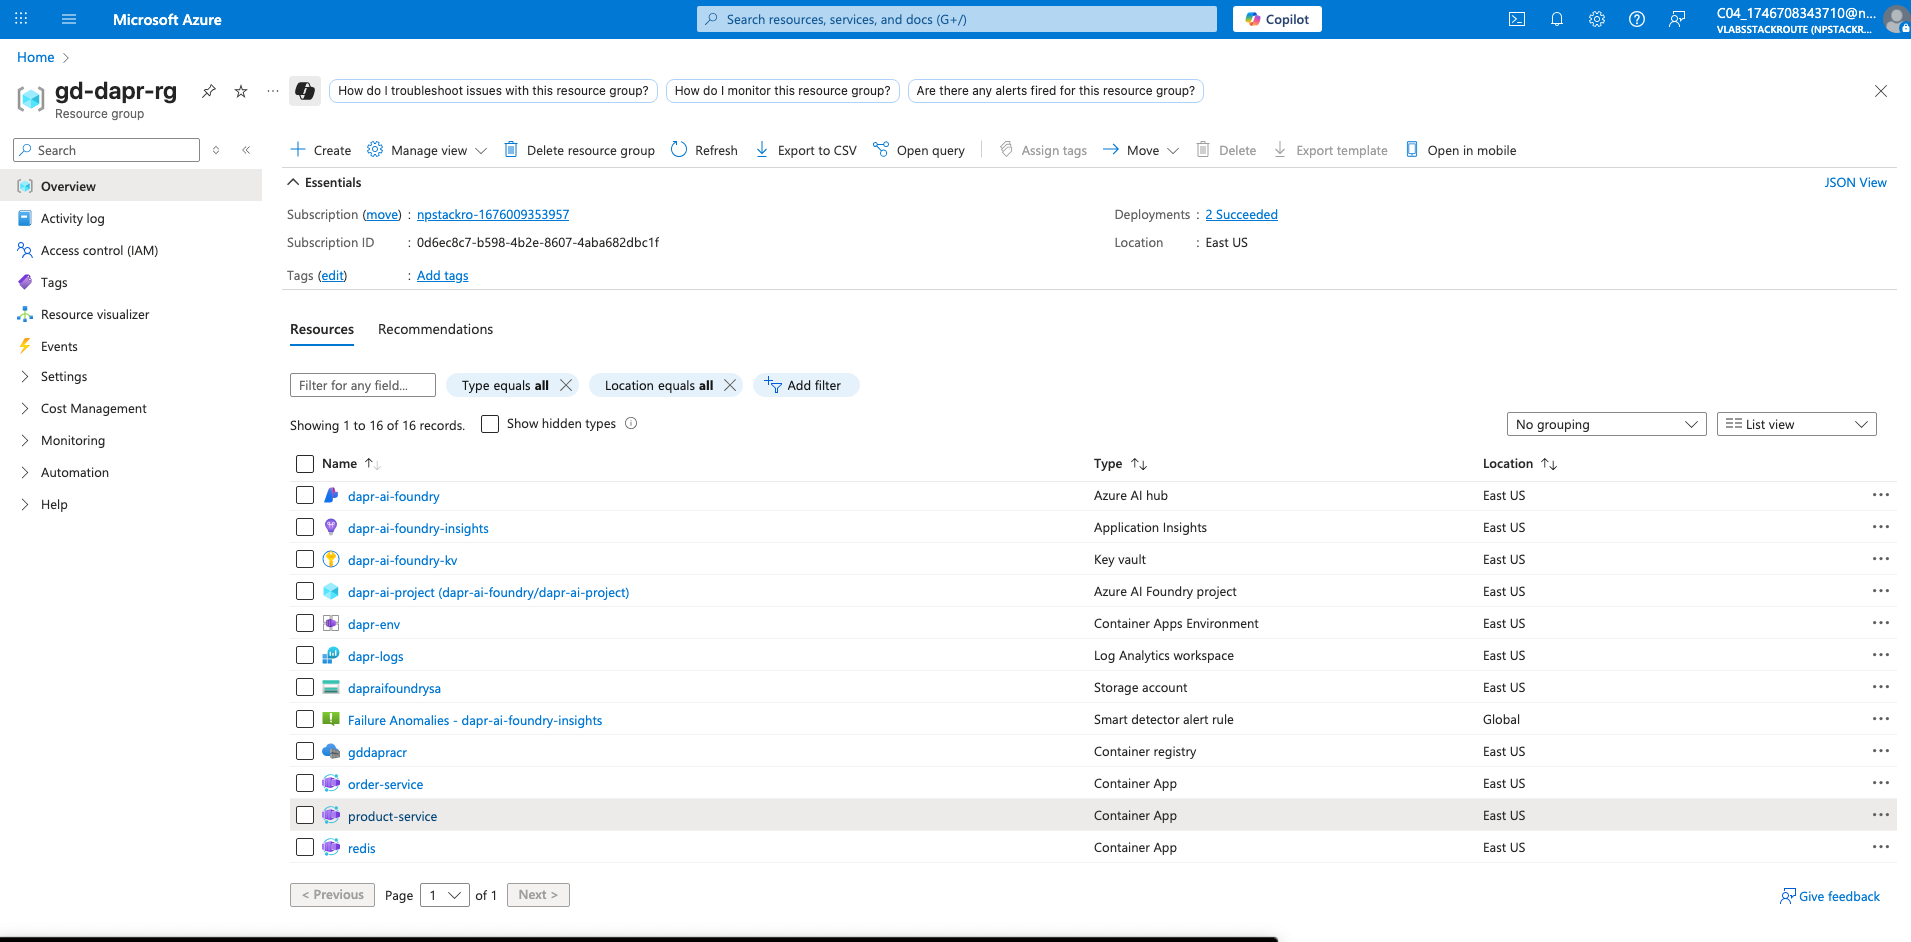 Microsoft Azure
Search resources, services, and docs (G+/)
Copilot
C04_1746708343710@n...
VLABSSTACKROUTE (NPSTACKR...
Home
gd-dapr-rg
Resource group
How do I troubleshoot issues with this resource group?
How do I monitor this resource group?
Are there any alerts fired for this resource group?
Search
Create
Manage view
Delete resource group
Refresh
Export to CSV
Open query
Assign tags
Move
Delete
Export template
Open in mobile
Overview
Activity log
Access control (IAM)
Tags
Resource visualizer
Events
Settings
Cost Management
Monitoring
Automation
Help
Essentials
JSON View
Subscription (move) : npstackro-1676009353957
Deployments : 2 Succeeded
Subscription ID : 0d6ec8c7-b598-4b2e-8607-4aba682dbc1f
Location : East US
Tags (edit) : Add tags
Resources Recommendations
Filter for any field...
Type equals all
Location equals all
Add filter
Showing 1 to 16 of 16 records.
Show hidden types
No grouping
List view
Name Type Location
dapr-ai-foundry Azure AI hub East US
dapr-ai-foundry-insights Application Insights East US
dapr-ai-foundry-kv Key vault East US
dapr-ai-project (dapr-ai-foundry/dapr-ai-project) Azure AI Foundry project East US
dapr-env Container Apps Environment East US
dapr-logs Log Analytics workspace East US
dapraifoundrysa Storage account East US
Failure Anomalies - dapr-ai-foundry-insights Smart detector alert rule Global
gddapracr Container registry East US
order-service Container App East US
product-service Container App East US
redis Container App East US
< Previous Page 1 of 1 Next >
Give feedback